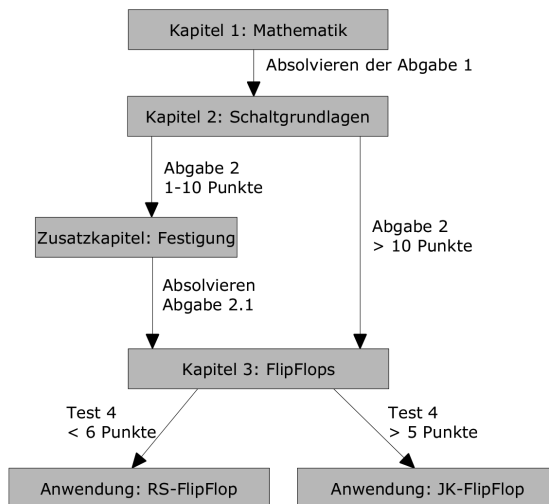 Kapitel 1: Mathematik
Absolvieren der Abgabe 1
Kapitel 2: Schaltgrundlagen
Abgabe 2
1-10 Punkte
Abgabe 2
> 10 Punkte
Zusatzkapitel: Festigung
Absolvieren
Abgabe 2.1
Kapitel 3: FlipFlops
Test 4
< 6 Punkte
Test 4
> 5 Punkte
Anwendung: RS-FlipFlop
Anwendung: JK-FlipFlop